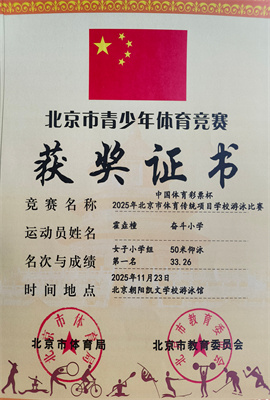 北京市青少年体育竞赛
获奖证书
中国体育彩票杯
竞赛名称 2025年北京市体育传统项目学校游泳比赛
运动员姓名 霍垚橦 奋斗小学
女子小学组 50米仰泳
名次与成绩 第一名 33.26
2025年11月23日
时间地点 北京朝阳凯文学校游泳馆
北京市体育局 北京市教育委员会